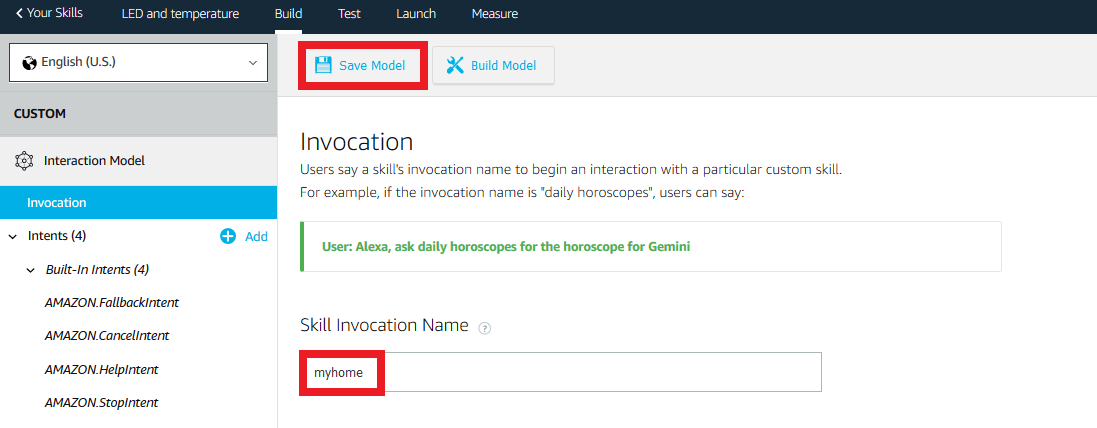 Your Skills LED and temperature Build Test Launch Measure
English (U.S.)
Save Model Build Model
CUSTOM
Interaction Model
Invocation
Intents (4) Add
Built-In Intents (4)
AMAZON.FallbackIntent
AMAZON.CancelIntent
AMAZON.HelpIntent
AMAZON.StopIntent
Invocation
Users say a skill's invocation name to begin an interaction with a particular custom skill.
For example, if the invocation name is "daily horoscopes", users can say:
User: Alexa, ask daily horoscopes for the horoscope for Gemini
Skill Invocation Name ?
myhome